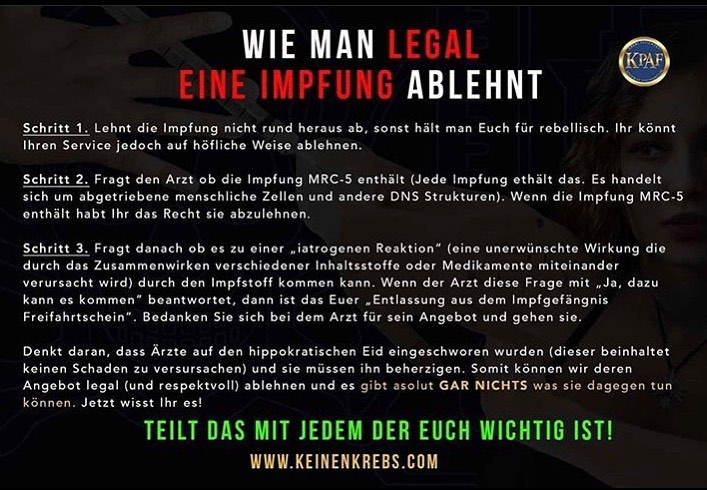 WIE MAN LEGAL
EINE IMPFUNG ABLEHNT
KPAF
Schritt 1. Lehnt die Impfung nicht rund heraus ab, sonst hält man Euch für rebellisch. Ihr könnt
Ihren Service jedoch auf höfliche Weise ablehnen.
Schritt 2. Fragt den Arzt ob die Impfung MRC-5 enthält (Jede Impfung ethält das. Es handelt
sich um abgetriebene menschliche Zellen und andere DNS Strukturen). Wenn die Impfung MRC-5
enthält habt Ihr das Recht sie abzulehnen.
Schritt 3. Fragt danach ob es zu einer „iatrogenen Reaktion“ (eine unerwünschte Wirkung die
durch das Zusammenwirken verschiedener Inhaltsstoffe oder Medikamente miteinander
verursacht wird) durch den Impfstoff kommen kann. Wenn der Arzt diese Frage mit „Ja, dazu
kann es kommen“ beantwortet, dann ist das Euer „Entlassung aus dem Impfgefängnis
Freifahrtschein“. Bedanken Sie sich bei dem Arzt für sein Angebot und gehen sie.
Denkt daran, dass Ärzte auf den hippokratischen Eid eingeschworen wurden (dieser beinhaltet
keinen Schaden zu versursachen) und sie müssen ihn beherzigen. Somit können wir deren
Angebot legal (und respektvoll) ablehnen und es gibt asolut GAR NICHTS was sie dagegen tun
können. Jetzt wisst Ihr es!
TEILT DAS MIT JEDEM DER EUCH WICHTIG IST!
WWW.KEINENKREBS.COM